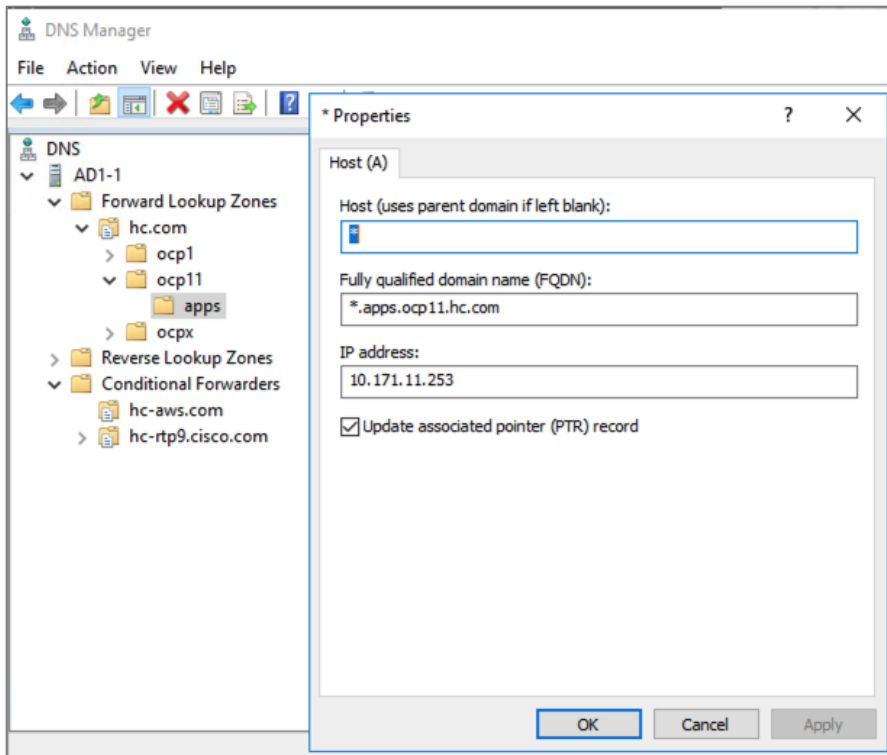 DNS Manager
File Action View Help
DNS
AD1-1
Forward Lookup Zones
hc.com
ocp1
ocp11
apps
ocpx
Reverse Lookup Zones
Conditional Forwarders
hc-aws.com
hc-rtp9.cisco.com
* Properties
Host (A)
Host (uses parent domain if left blank):
*
Fully qualified domain name (FQDN):
*.apps.ocp11.hc.com
IP address:
10.171.11.253
Update associated pointer (PTR) record
OK Cancel Apply